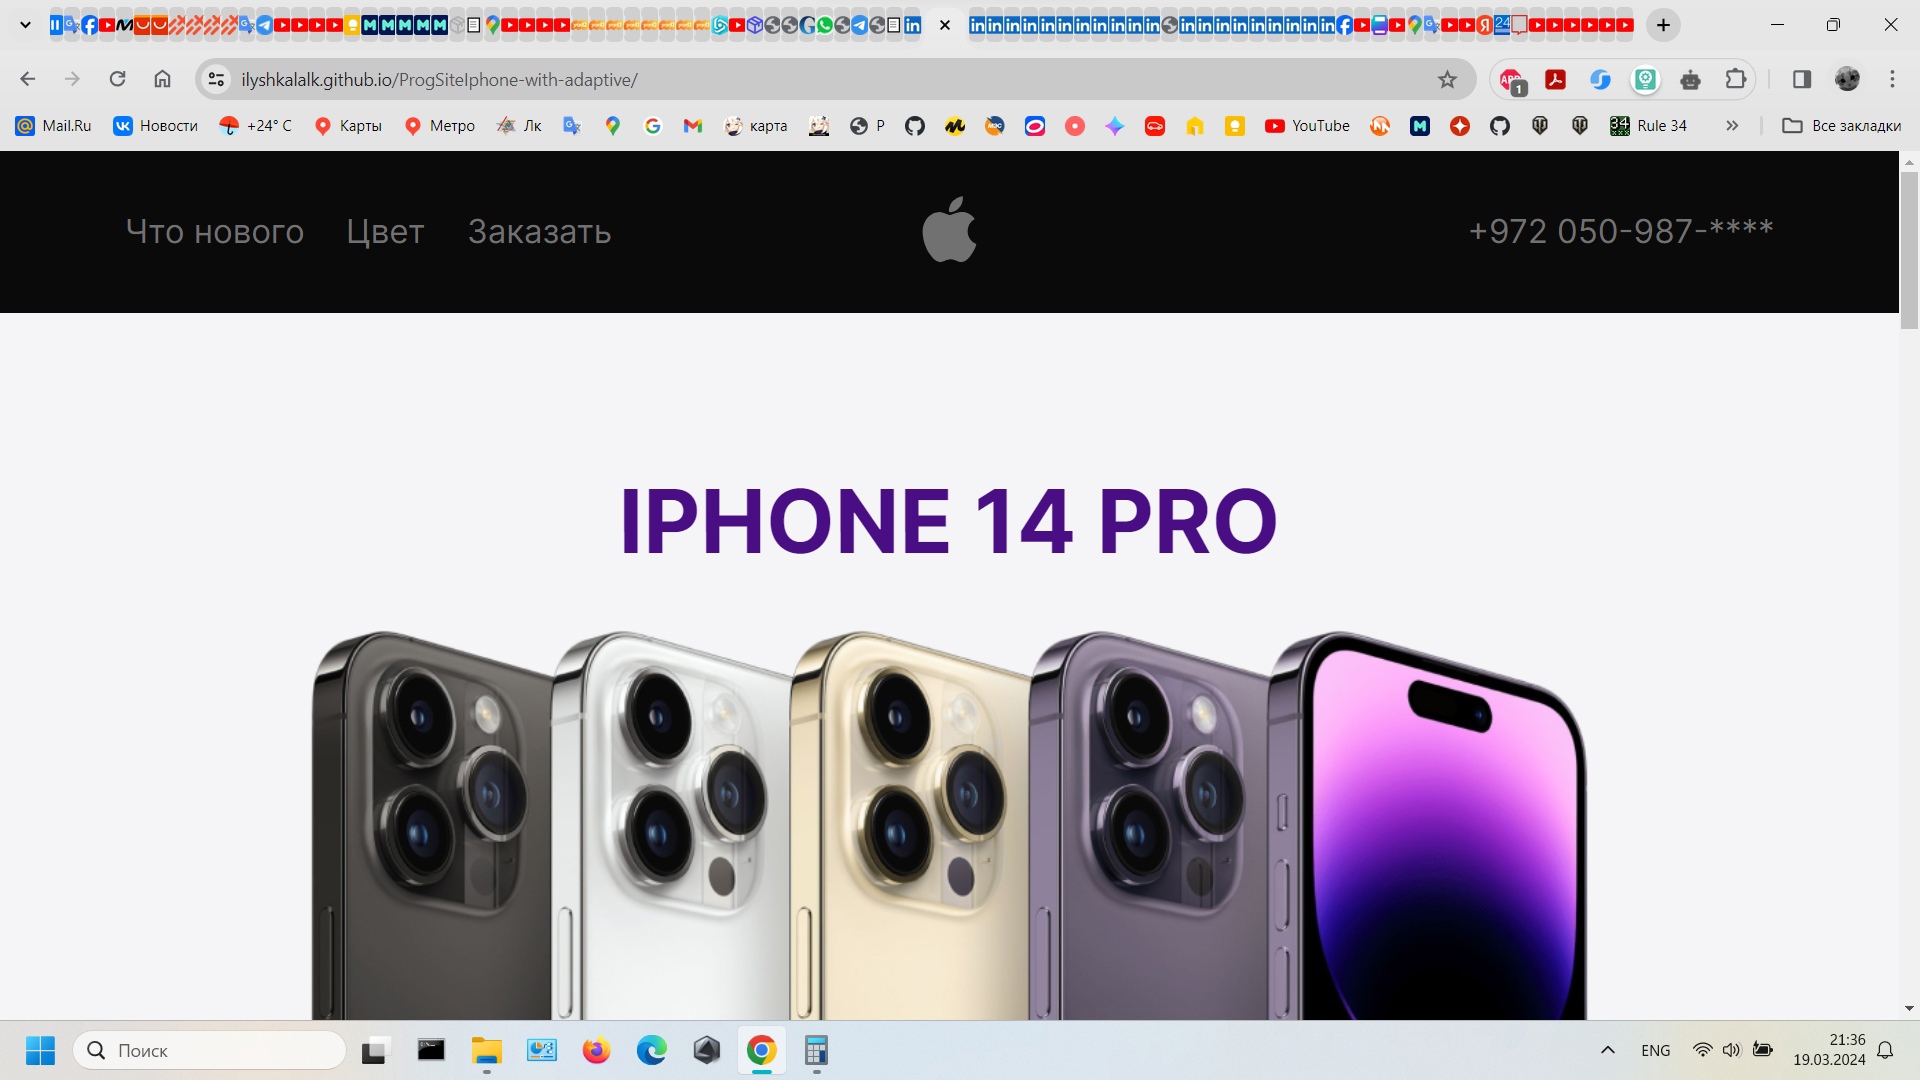 ilyshkalalk.github.io/ProgSiteIphone-with-adaptive/
1
Mail.Ru Новости +24° C Карты Метро Лк карта Р YouTube Rule 34 » Все закладки
Что нового Цвет Заказать +972 050-987-****
IPHONE 14 PRO
Поиск ENG 21:36
19.03.2024